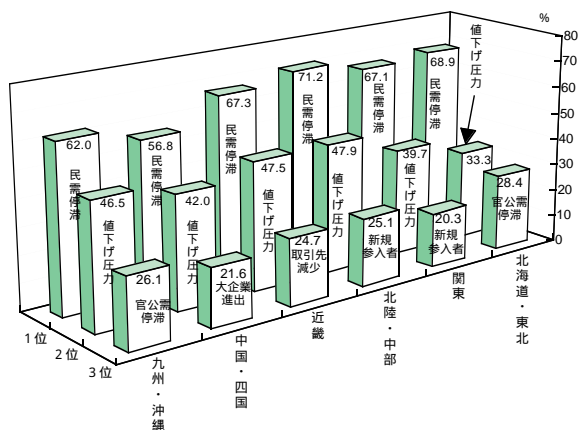 %
80
70
60
50
40
30
20
10
0
62.0
民需停滞
56.8
民需停滞
67.3
民需停滞
71.2
民需停滞
67.1
民需停滞
68.9
民需停滞
46.5
値下げ圧力
42.0
値下げ圧力
47.5
値下げ圧力
47.9
値下げ圧力
39.7
値下げ圧力
33.3
値下げ圧力
26.1
官公需
停滞
21.6
大企業
進出
24.7
取引先
減少
25.1
新規
参入者
20.3
新規
参入者
28.4
官公需
停滞
1位
2位
3位
九州・沖縄
中国・四国
近畿
北陸・中部
関東
北海道・東北